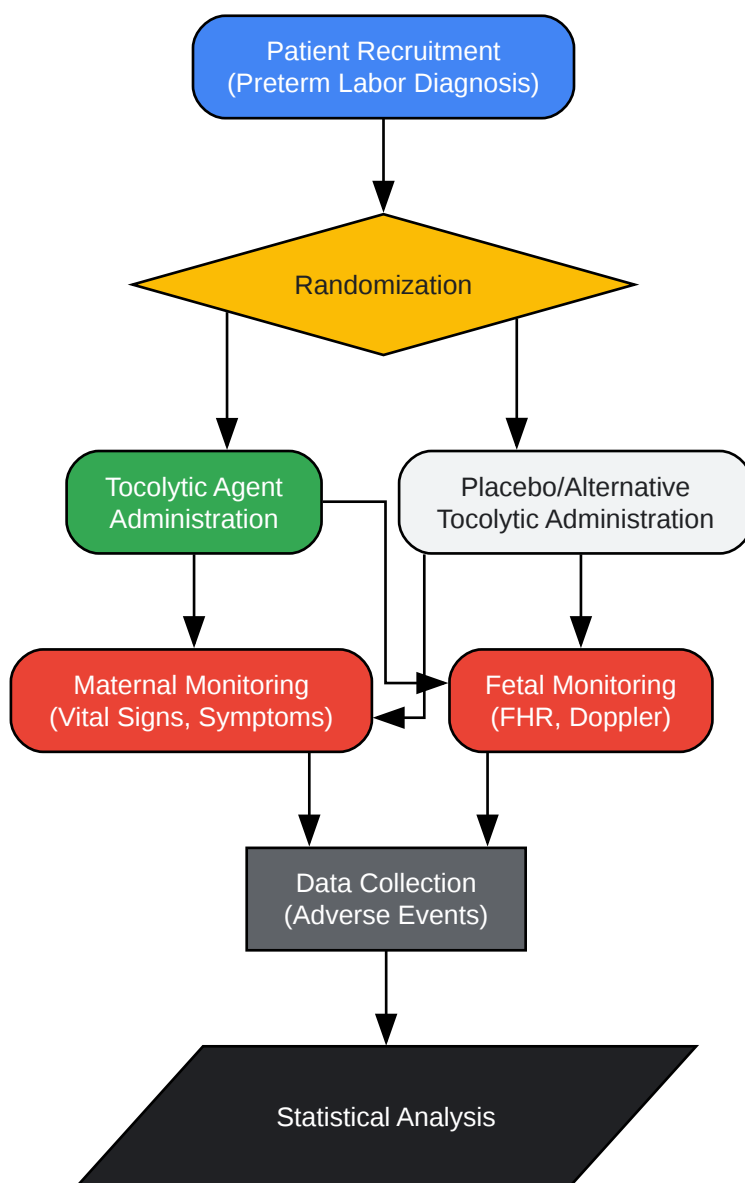 Patient Recruitment
(Preterm Labor Diagnosis)
Randomization
Tocolytic Agent
Administration
Placebo/Alternative
Tocolytic Administration
Maternal Monitoring
(Vital Signs, Symptoms)
Fetal Monitoring
(FHR, Doppler)
Data Collection
(Adverse Events)
Statistical Analysis